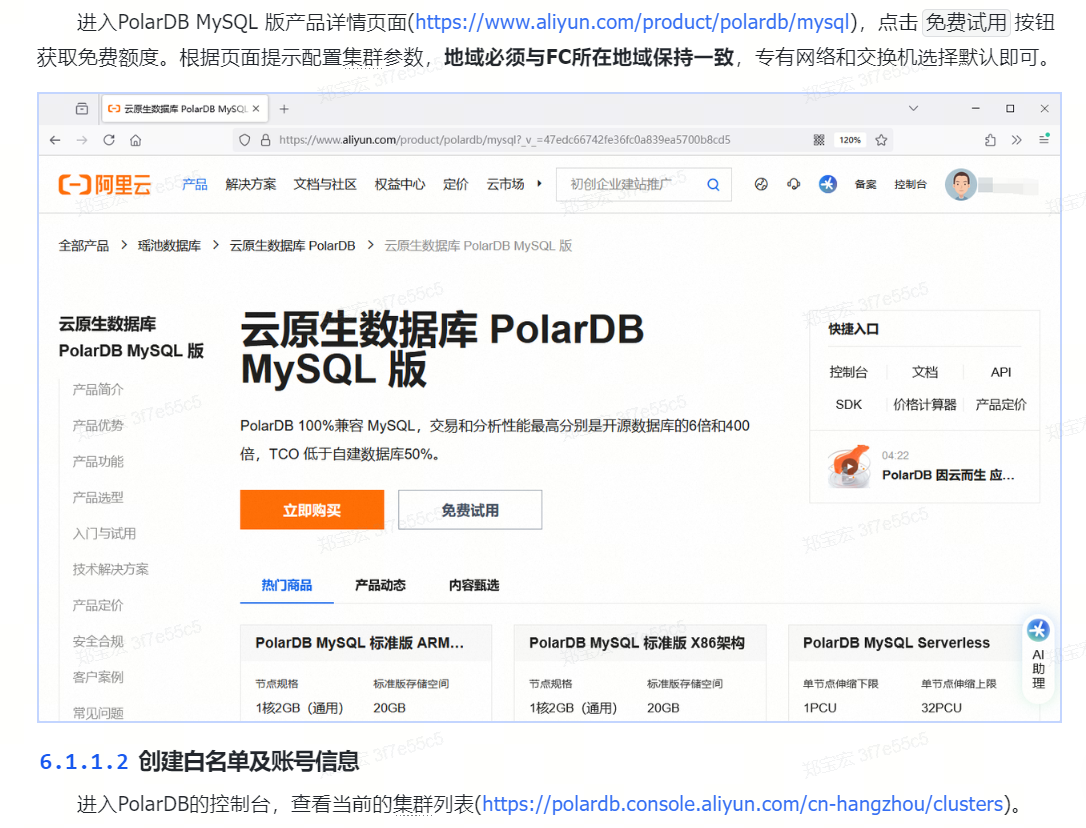 进入PolarDB MySQL 版产品详情页面(https://www.aliyun.com/product/polardb/mysql)，点击 免费试用 按钮
获取免费额度。根据页面提示配置集群参数，地域必须与FC所在地域保持一致，专有网络和交换机选择默认即可。
云原生数据库 PolarDB MySQL
https://www.aliyun.com/product/polardb/mysql?_v_=47edc66742fe36fc0a839ea5700b8cd5
120%
阿里云
产品 解决方案 文档与社区 权益中心 定价 云市场
初创企业建站推广
备案 控制台
全部产品 > 瑶池数据库 > 云原生数据库 PolarDB > 云原生数据库 PolarDB MySQL 版
云原生数据库
PolarDB MySQL 版
产品简介
产品优势
产品功能
产品选型
入门与试用
技术解决方案
产品定价
安全合规
客户案例
常见问题
云原生数据库 PolarDB
MySQL 版
PolarDB 100%兼容 MySQL，交易和分析性能最高分别是开源数据库的6倍和400
倍，TCO 低于自建数据库50%。
立即购买 免费试用
快捷入口
控制台 文档 API
SDK 价格计算器 产品定价
04:22
PolarDB 因云而生 应...
热门商品 产品动态 内容甄选
PolarDB MySQL 标准版 ARM...
节点规格 标准版存储空间
1核2GB（通用） 20GB
PolarDB MySQL 标准版 X86架构
节点规格 标准版存储空间
1核2GB（通用） 20GB
PolarDB MySQL Serverless
单节点伸缩下限 单节点伸缩上限
1PCU 32PCU
AI
助
理
6.1.1.2 创建白名单及账号信息
进入PolarDB的控制台，查看当前的集群列表(https://polardb.console.aliyun.com/cn-hangzhou/clusters)。
郑宝宏 3f7e55c5